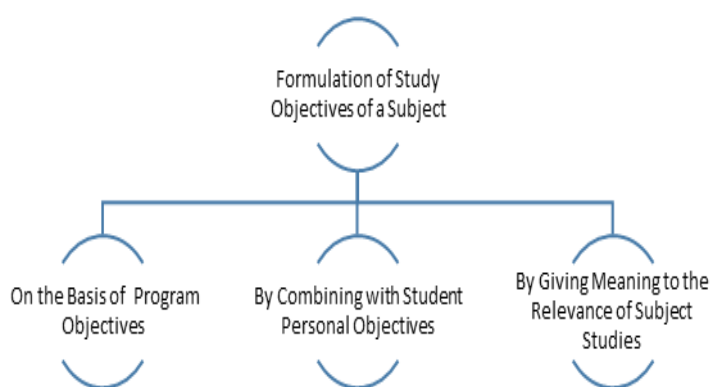 Formulation of Study
Objectives of a Subject
On the Basis of Program
Objectives
By Combining with Student
Personal Objectives
By Giving Meaning to the
Relevance of Subject
Studies